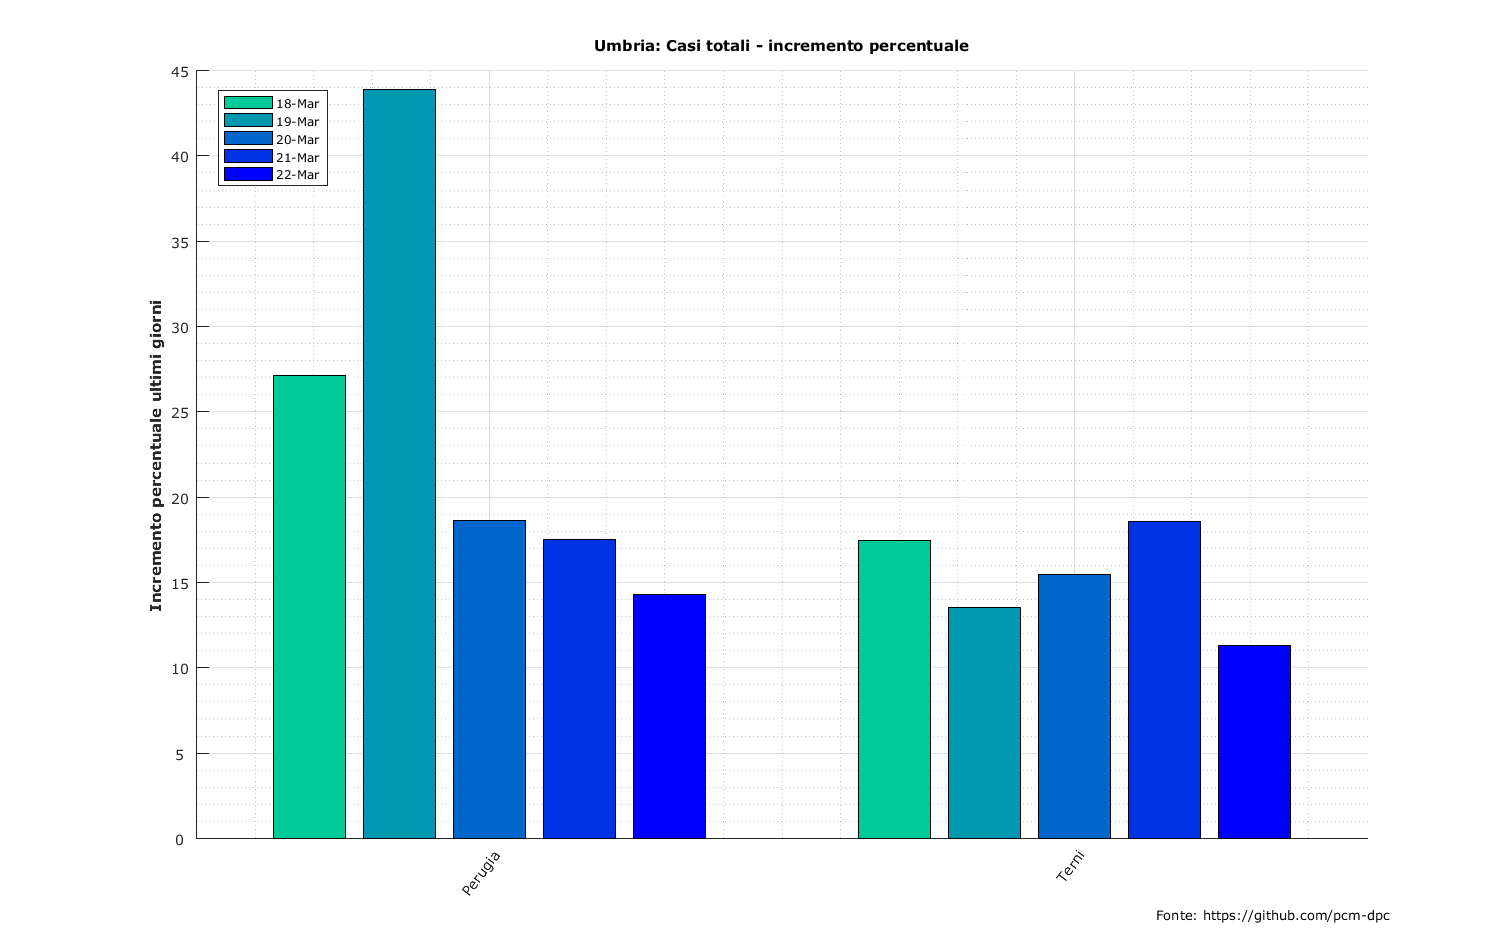 Umbria: Casi totali - incremento percentuale
18-Mar
19-Mar
20-Mar
21-Mar
22-Mar
Incremento percentuale ultimi giorni
45
40
35
30
25
20
15
10
5
0
Perugia
Terni
Fonte: https://github.com/pcm-dpc